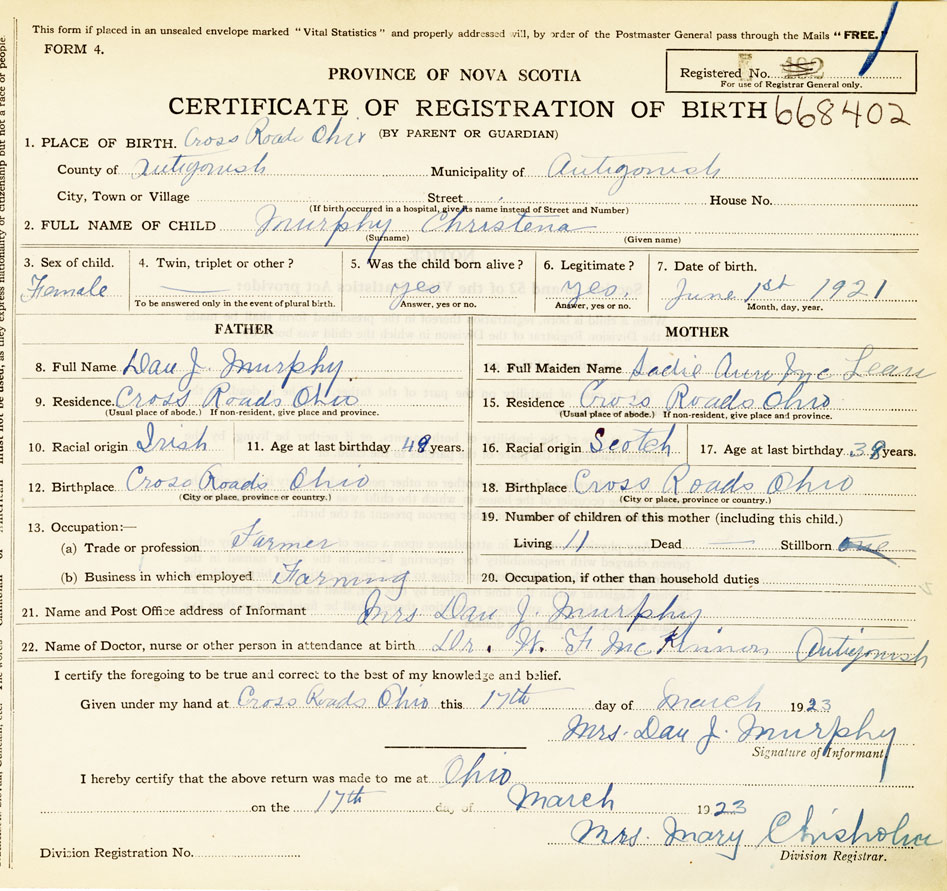 This form if placed in an unsealed envelope marked "Vital Statistics" and properly addressed will, by order of the Postmaster General pass through the Mails "FREE."
FORM 4.
PROVINCE OF NOVA SCOTIA
Registered No.
For use of Registrar General only.
CERTIFICATE OF REGISTRATION OF BIRTH 668402
(BY PARENT OR GUARDIAN)
1. PLACE OF BIRTH. Cross Roads Ohio
County of Antigonish Municipality of Antigonish
City, Town or Village Street House No.
(If birth occurred in a hospital, give its name instead of Street and Number)
2. FULL NAME OF CHILD Murphy Christena
(Surname) (Given name)
3. Sex of child. 4. Twin, triplet or other? 5. Was the child born alive? 6. Legitimate? 7. Date of birth.
Female yes yes. June 1st 1921
To be answered only in the event of plural birth. Answer, yes or no. Answer, yes or no. Month, day, year.
FATHER
8. Full Name Dan J. Murphy
9. Residence. Cross Roads Ohio
(Usual place of abode.) If non-resident, give place and province.
10. Racial origin Irish 11. Age at last birthday 48 years.
12. Birthplace Cross Roads Ohio
(City or place, province or country.)
13. Occupation:—
(a) Trade or profession Farmer
(b) Business in which employed. Farming
MOTHER
14. Full Maiden Name Sadie Ann Mc Lean
15. Residence Cross Roads Ohio
(Usual place of abode.) If non-resident, give place and province.
16. Racial origin Scotch 17. Age at last birthday 38 years.
18. Birthplace Cross Roads Ohio
(City or place, province or country.)
19. Number of children of this mother (including this child.)
Living 11 Dead — Stillborn one
20. Occupation, if other than household duties
21. Name and Post Office address of Informant Mrs Dan J. Murphy
22. Name of Doctor, nurse or other person in attendance at birth Dr. W. F. McKinnon Antigonish
I certify the foregoing to be true and correct to the best of my knowledge and belief.
Given under my hand at Cross Roads Ohio this 17th day of March 1923
Mrs. Dan J. Murphy
Signature of Informant
I hereby certify that the above return was made to me at Ohio
on the 17th day of March 1923
Mrs. Mary Chisholm
Division Registrar.
Division Registration No.